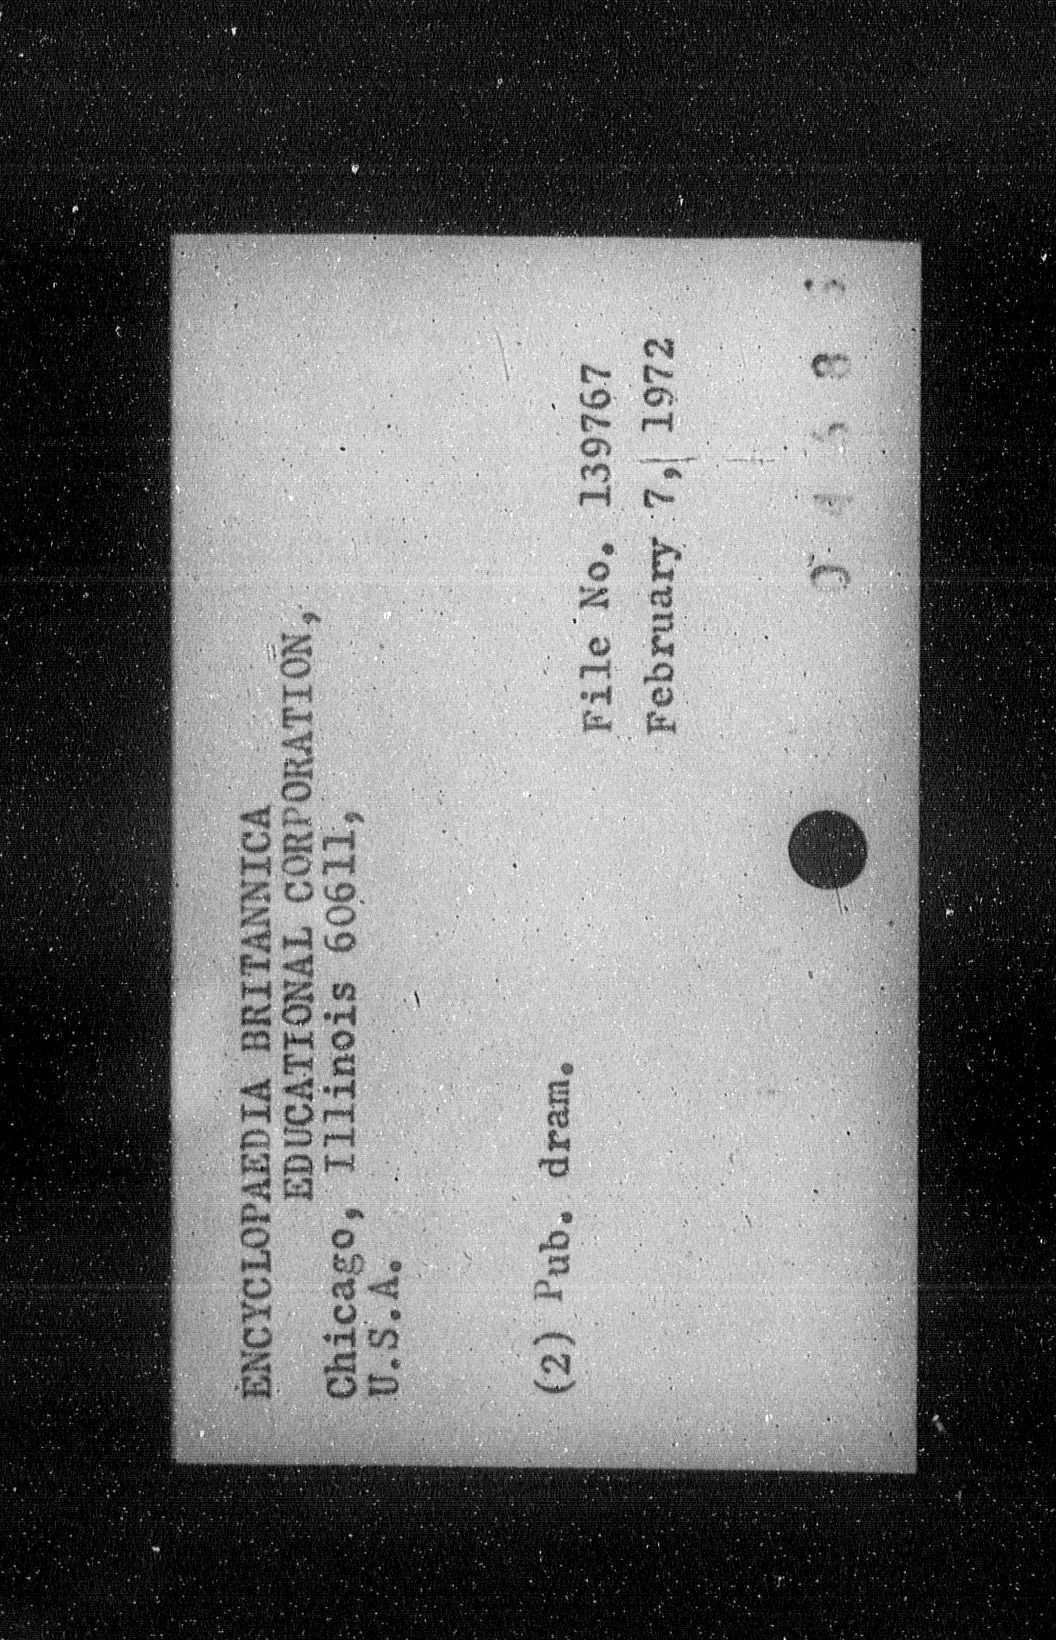 ENCYCLOPAEDIA BRITANNICA
EDUCATIONAL CORPORATION,
Chicago, Illinois 60611,
U.S.A.
(2) Pub. dram.
File No. 139767
February 7, 1972